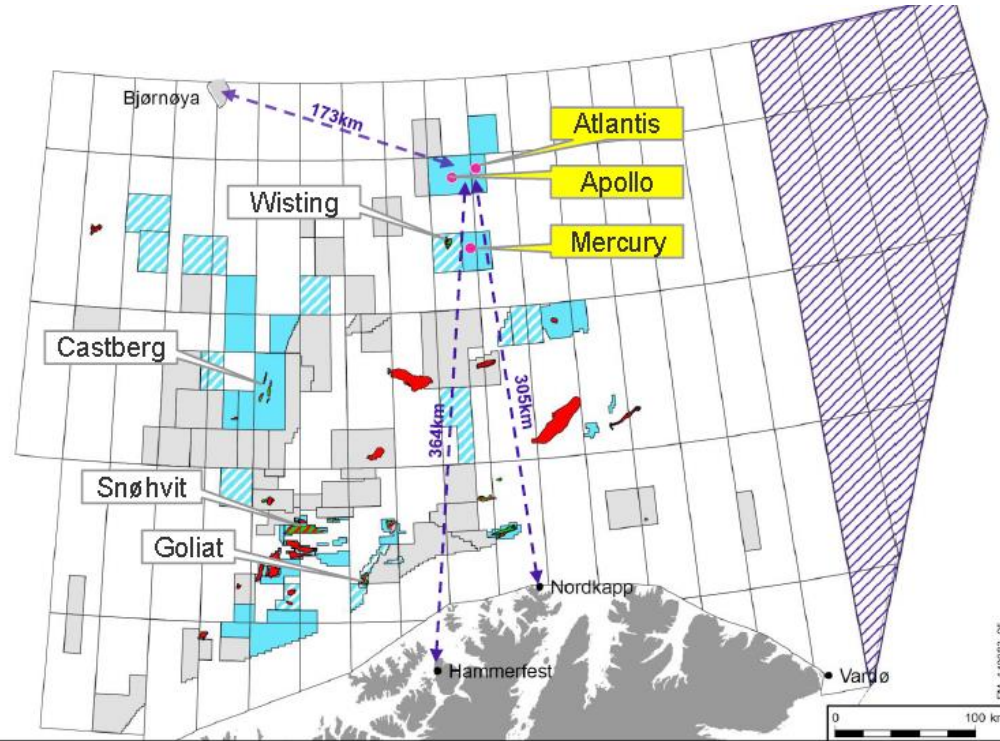 Bjørnøya
173km
Atlantis
Apollo
Wisting
Mercury
Castberg
364km
305km
Snøhvit
Goliat
Nordkapp
Hammerfest
Vardø
0
100 km